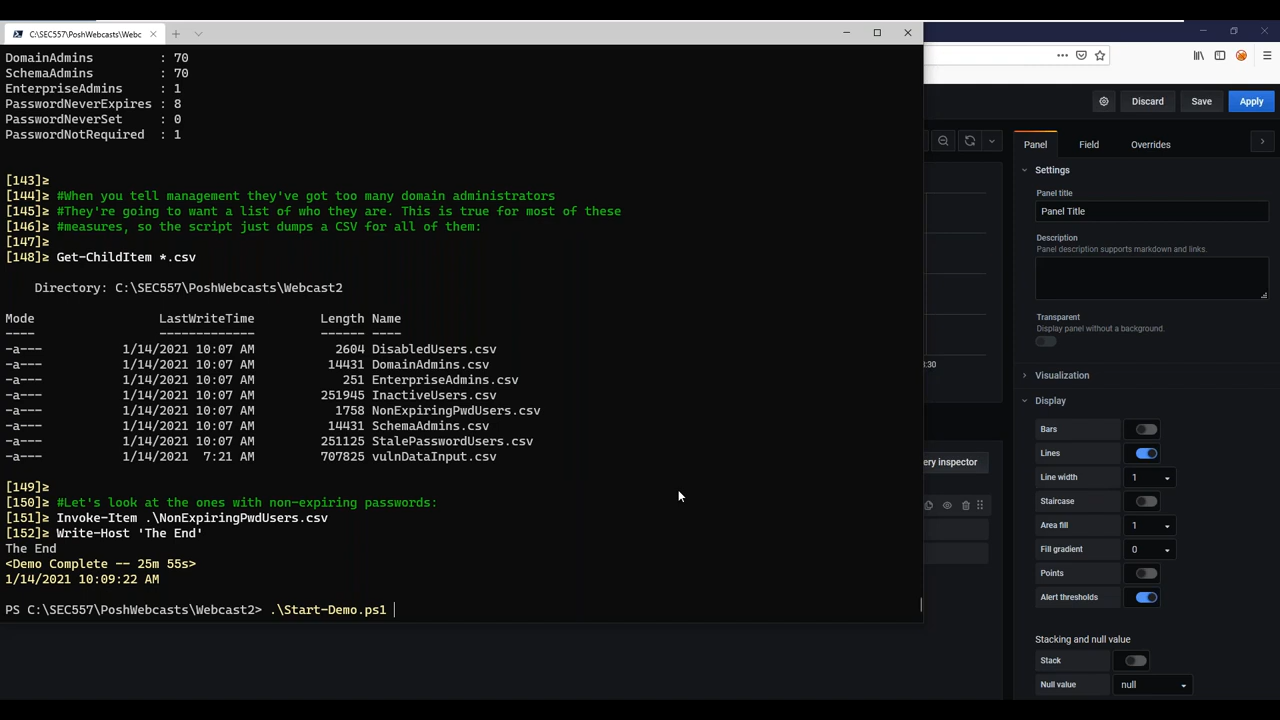 C:\SEC557\PoshWebcasts\Webc
DomainAdmins : 70
SchemaAdmins : 70
EnterpriseAdmins : 1
PasswordNeverExpires : 8
PasswordNeverSet : 0
PasswordNotRequired : 1
[143]≥
[144]≥ #When you tell management they've got too many domain administrators
[145]≥ #They're going to want a list of who they are. This is true for most of these
[146]≥ #measures, so the script just dumps a CSV for all of them:
[147]≥
[148]≥ Get-ChildItem *.csv
Directory: C:\SEC557\PoshWebcasts\Webcast2
Mode LastWriteTime Length Name
---- ------------- ------ ----
-a--- 1/14/2021 10:07 AM 2604 DisabledUsers.csv
-a--- 1/14/2021 10:07 AM 14431 DomainAdmins.csv
-a--- 1/14/2021 10:07 AM 251 EnterpriseAdmins.csv
-a--- 1/14/2021 10:07 AM 251945 InactiveUsers.csv
-a--- 1/14/2021 10:07 AM 1758 NonExpiringPwdUsers.csv
-a--- 1/14/2021 10:07 AM 14431 SchemaAdmins.csv
-a--- 1/14/2021 10:07 AM 251125 StalePasswordUsers.csv
-a--- 1/14/2021 7:21 AM 707825 vulnDataInput.csv
[149]≥
[150]≥ #Let's look at the ones with non-expiring passwords:
[151]≥ Invoke-Item .\NonExpiringPwdUsers.csv
[152]≥ Write-Host 'The End'
The End
<Demo Complete -- 25m 55s>
1/14/2021 10:09:22 AM
PS C:\SEC557\PoshWebcasts\Webcast2> .\Start-Demo.ps1
Discard Save Apply
Panel Field Overrides
Settings
Panel title
Panel Title
Description
Panel description supports markdown and links.
Transparent
Display panel without a background.
:30
Visualization
Display
Bars
Lines
ery inspector
Line width 1
Staircase
Area fill 1
Fill gradient 0
Points
Alert thresholds
Stacking and null value
Stack
Null value null